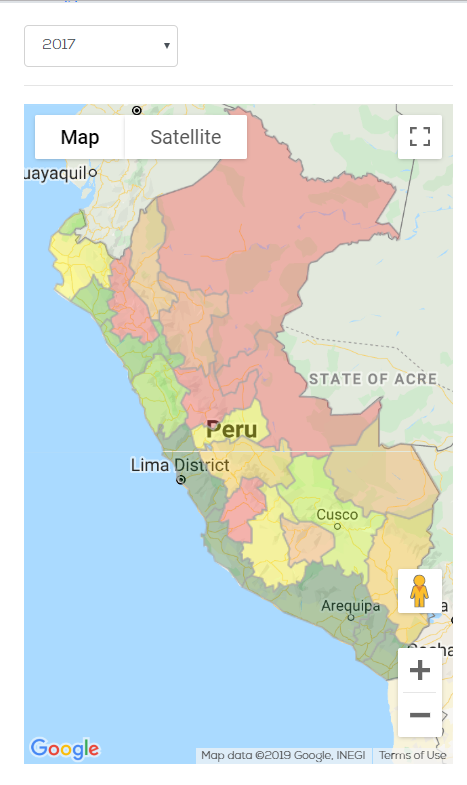 2017
Map Satellite
uayaquil
STATE OF ACRE
Peru
Lima District
Cusco
Arequipa
a
Google
Map data ©2019 Google, INEGI Terms of Use